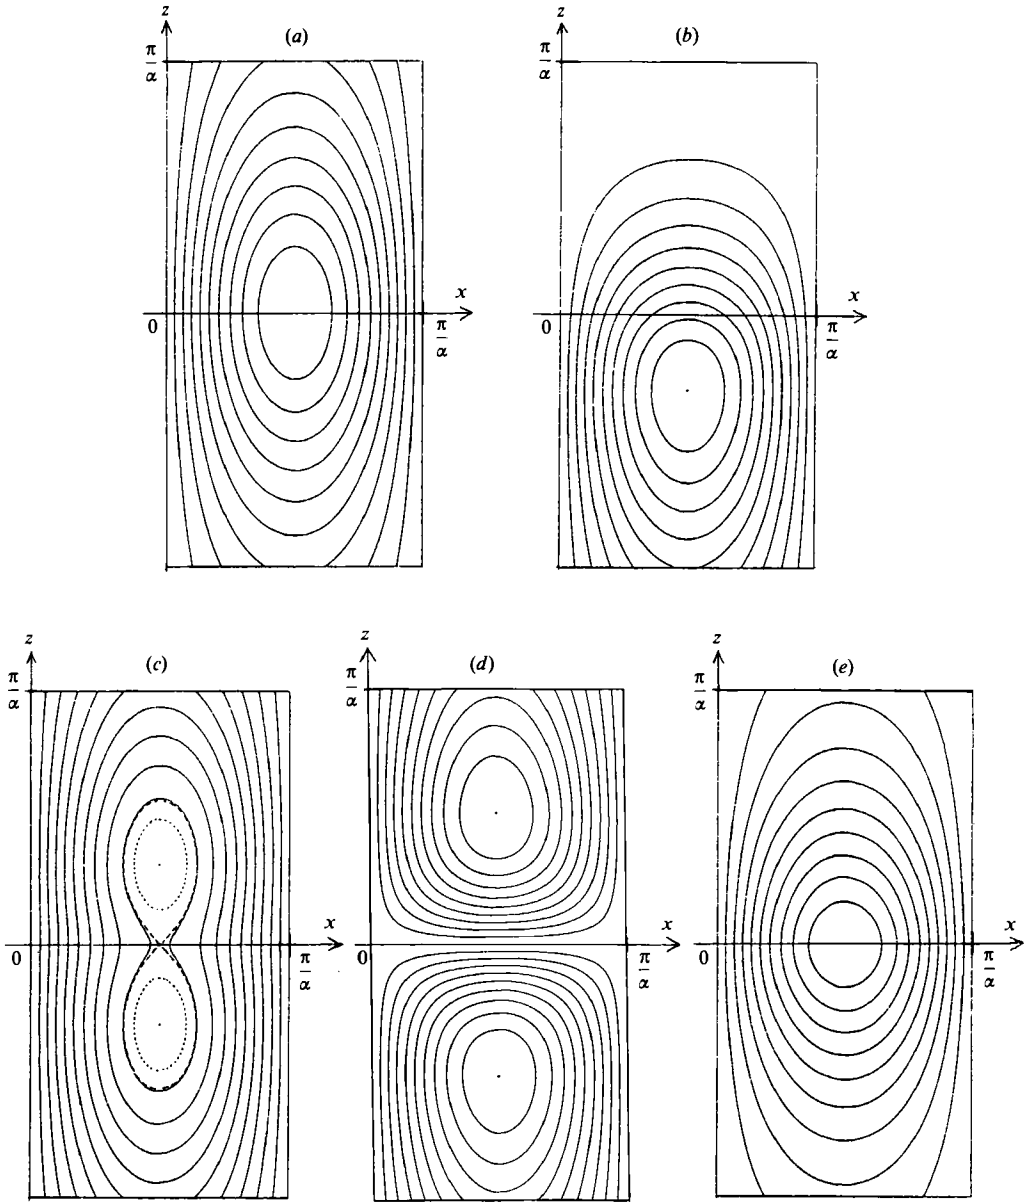 z (a) z (b)
π/α π/α
x x
0 π/α 0 π/α
z (c) z (d) z (e)
π/α π/α π/α
x x x
0 π/α 0 π/α 0 π/α